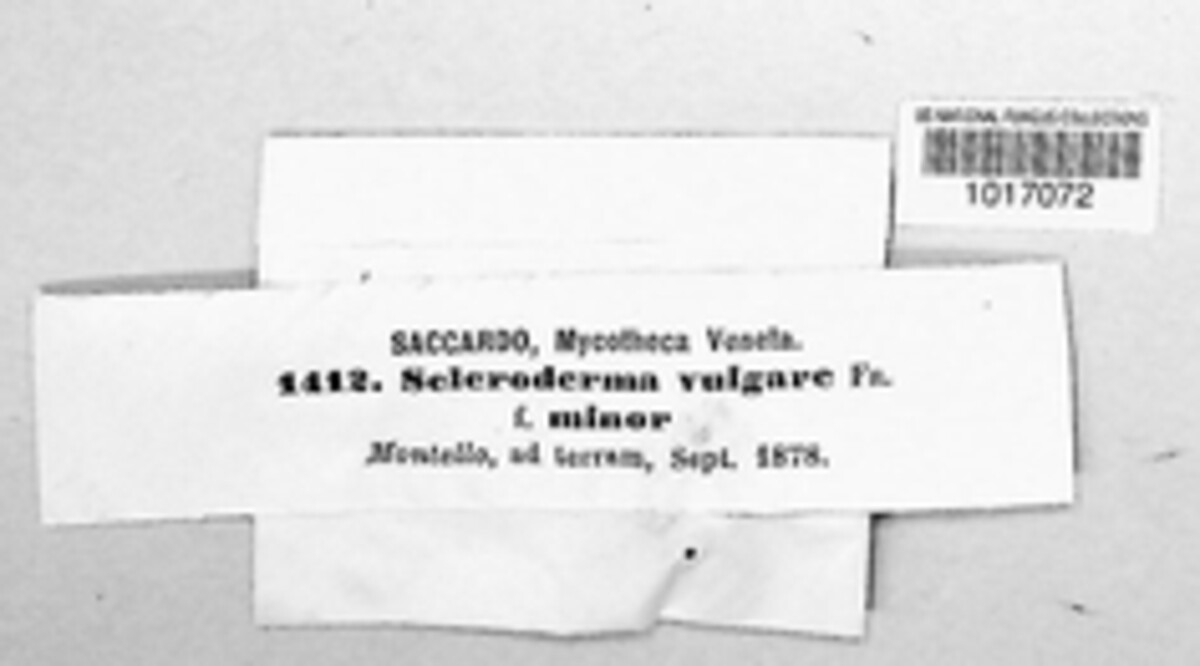 US NATIONAL FUNGUS COLLECTIONS
1017072
SACCARDO, Mycotheca Veneta.
1412. Scleroderma vulgare Fr.
f. minor
Montello, ad terram, Sept. 1878.